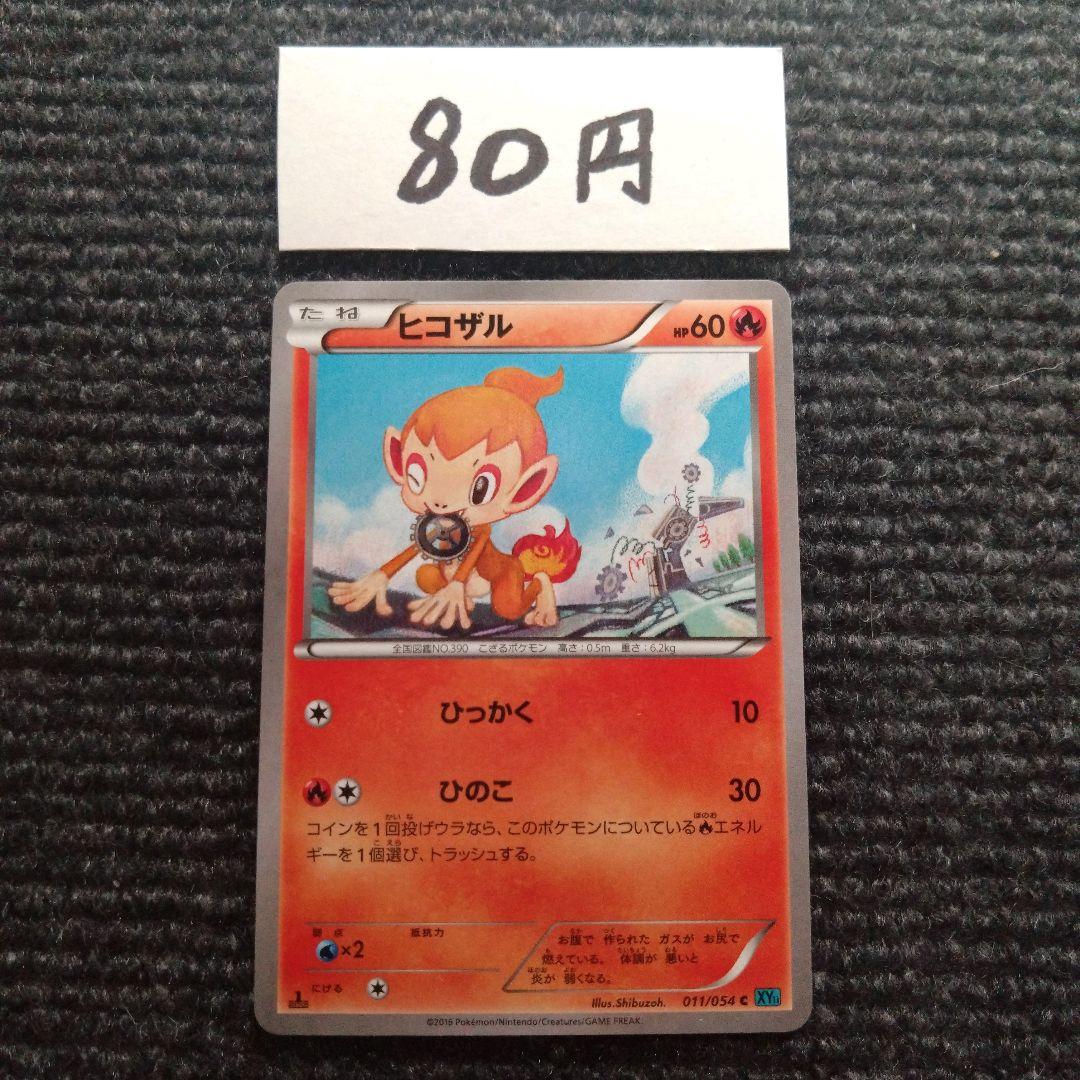 80円
たね ヒコザル HP60
全国図鑑NO.390 こざるポケモン 高さ:0.5m 重さ:6.2kg
ひっかく 10
ひのこ 30
コインを1回投げウラなら、このポケモンについているエネル
ギーを1個選び、トラッシュする。
弱点 抵抗力
×2
お腹で 作られた ガスが お尻で
燃えている。 体調が 悪いと
炎が 弱くなる。
にげる
1 EDITION
Illus.Shibuzoh. 011/054 C XY11
©2016 Pokémon/Nintendo/Creatures/GAME FREAK.